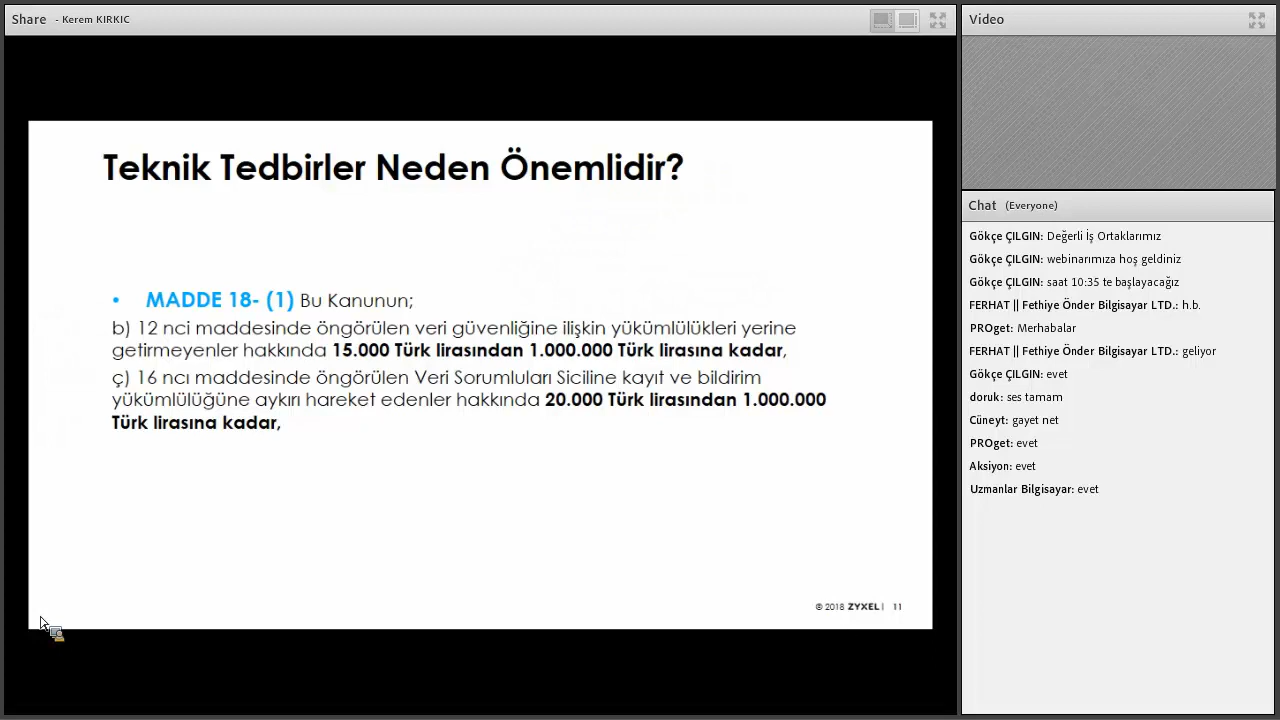 Share - Kerem KIRKIC
Teknik Tedbirler Neden Önemlidir?
• MADDE 18- (1) Bu Kanunun;
b) 12 nci maddesinde öngörülen veri güvenliğine ilişkin yükümlülükleri yerine
getirmeyenler hakkında 15.000 Türk lirasından 1.000.000 Türk lirasına kadar,
ç) 16 ncı maddesinde öngörülen Veri Sorumluları Siciline kayıt ve bildirim
yükümlülüğüne aykırı hareket edenler hakkında 20.000 Türk lirasından 1.000.000
Türk lirasına kadar,
© 2018 ZYXEL | 11
Video
Chat (Everyone)
Gökçe ÇILGIN: Değerli İş Ortaklarımız
Gökçe ÇILGIN: webinarımıza hoş geldiniz
Gökçe ÇILGIN: saat 10:35 te başlayacağız
FERHAT || Fethiye Önder Bilgisayar LTD.: h.b.
PROget: Merhabalar
FERHAT || Fethiye Önder Bilgisayar LTD.: geliyor
Gökçe ÇILGIN: evet
doruk: ses tamam
Cüneyt: gayet net
PROget: evet
Aksiyon: evet
Uzmanlar Bilgisayar: evet